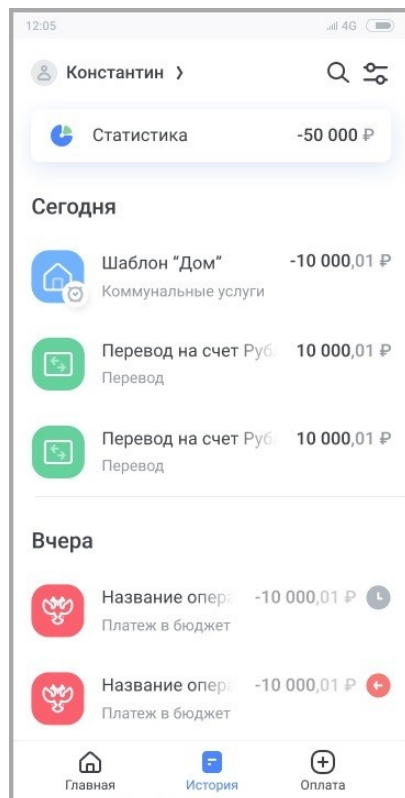 12:05 4G
Константин
Статистика -50 000 ₽
Сегодня
Шаблон “Дом” -10 000,01 ₽
Коммунальные услуги
Перевод на счет Руб 10 000,01 ₽
Перевод
Перевод на счет Руб 10 000,01 ₽
Перевод
Вчера
Название опер -10 000,01 ₽
Платеж в бюджет
Название опер -10 000,01 ₽
Платеж в бюджет
Главная История Оплата